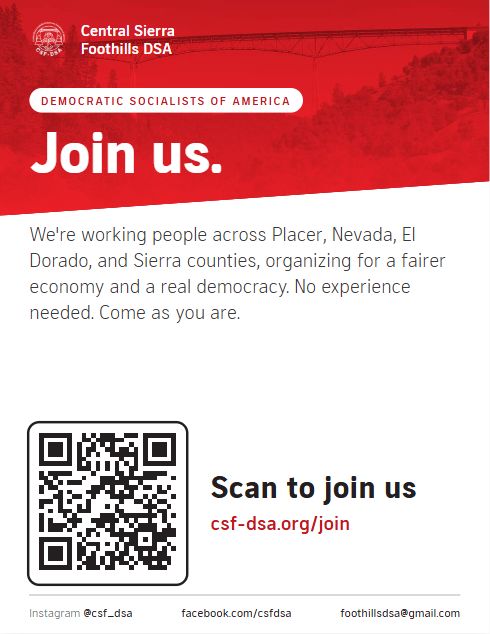 Central Sierra
Foothills DSA
CSF-DSA
DEMOCRATIC SOCIALISTS OF AMERICA
Join us.
We're working people across Placer, Nevada, El
Dorado, and Sierra counties, organizing for a fairer
economy and a real democracy. No experience
needed. Come as you are.
Scan to join us
csf-dsa.org/join
Instagram @csf_dsa facebook.com/csfdsa foothillsdsa@gmail.com